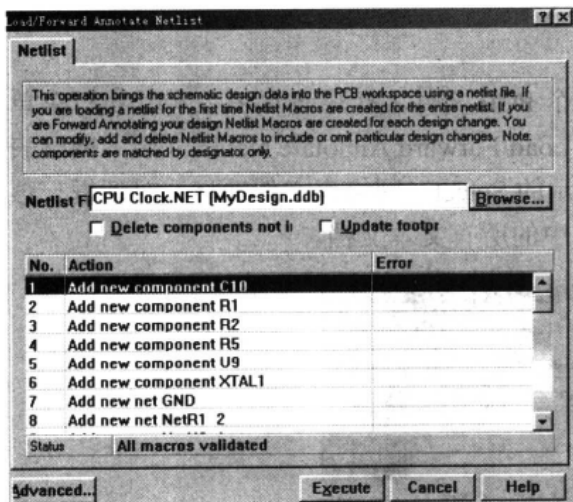 Load/Forward Annotate Netlist
Netlist
This operation brings the schematic design data into the PCB workspace using a netlist file. If
you are loading a netlist for the first time Netlist Macros are created for the entire netlist. If you
are Forward Annotating your design Netlist Macros are created for each design change. You
can modify, add and delete Netlist Macros to include or omit particular design changes. Note:
components are matched by designator only.
Netlist Fi CPU Clock.NET (MyDesign.ddb) Browse...
Delete components not i Update footpr
No. Action Error
1 Add new component C10
2 Add new component R1
3 Add new component R2
4 Add new component R5
5 Add new component U9
6 Add new component XTAL1
7 Add new net GND
8 Add new net NetR1_2
Status All macros validated
Advanced... Execute Cancel Help